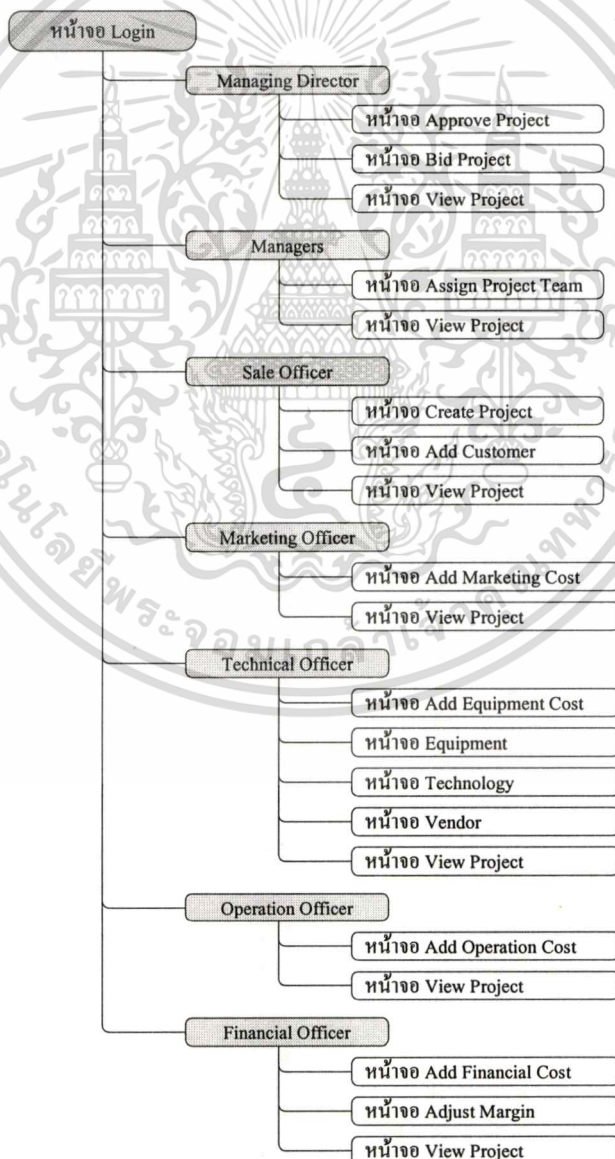 หน้าจอ Login
Managing Director
หน้าจอ Approve Project
หน้าจอ Bid Project
หน้าจอ View Project
Managers
หน้าจอ Assign Project Team
หน้าจอ View Project
Sale Officer
หน้าจอ Create Project
หน้าจอ Add Customer
หน้าจอ View Project
Marketing Officer
หน้าจอ Add Marketing Cost
หน้าจอ View Project
Technical Officer
หน้าจอ Add Equipment Cost
หน้าจอ Equipment
หน้าจอ Technology
หน้าจอ Vendor
หน้าจอ View Project
Operation Officer
หน้าจอ Add Operation Cost
หน้าจอ View Project
Financial Officer
หน้าจอ Add Financial Cost
หน้าจอ Adjust Margin
หน้าจอ View Project